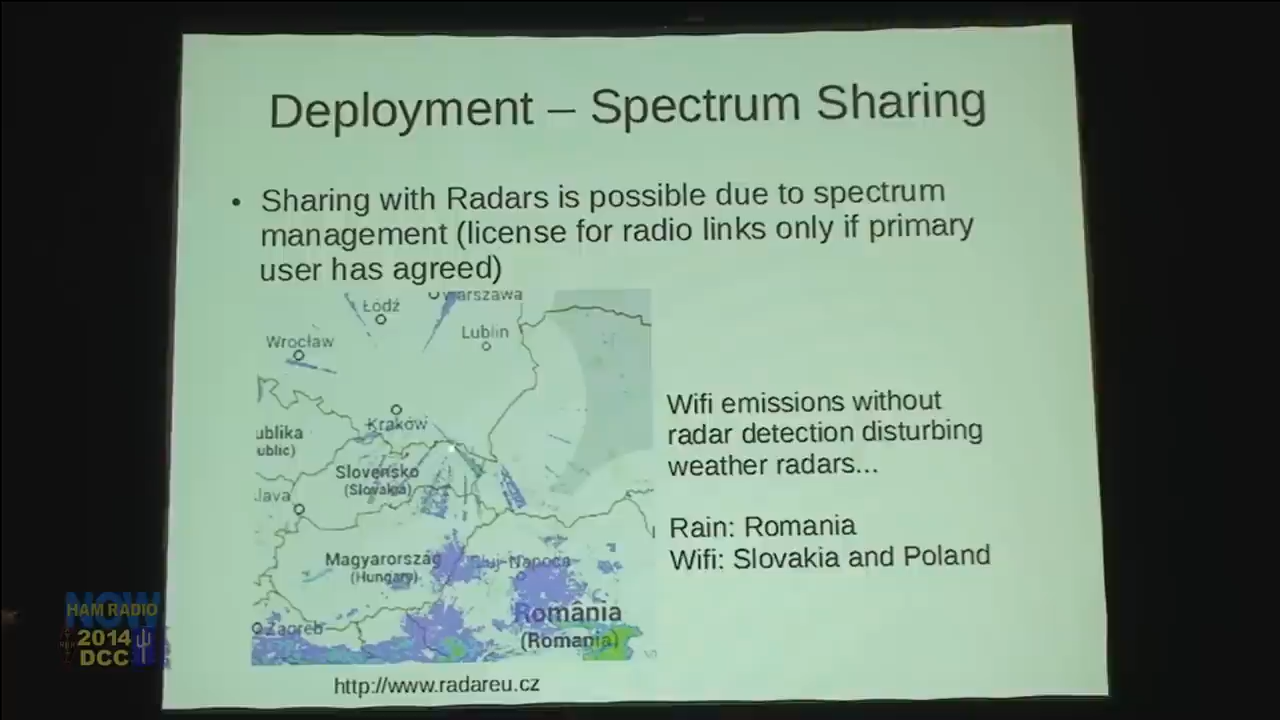 Deployment – Spectrum Sharing
• Sharing with Radars is possible due to spectrum
management (license for radio links only if primary
user has agreed)
Łódź
Warszawa
Lublin
Wrocław
Kraków
ublika
ublic)
Slovensko
(Slovakia)
lava
Magyarország
(Hungary)
Cluj-Napoca
România
(Romania)
Zagreb
http://www.radareu.cz
Wifi emissions without
radar detection disturbing
weather radars...
Rain: Romania
Wifi: Slovakia and Poland
NOW
HAM RADIO
2014
DCC